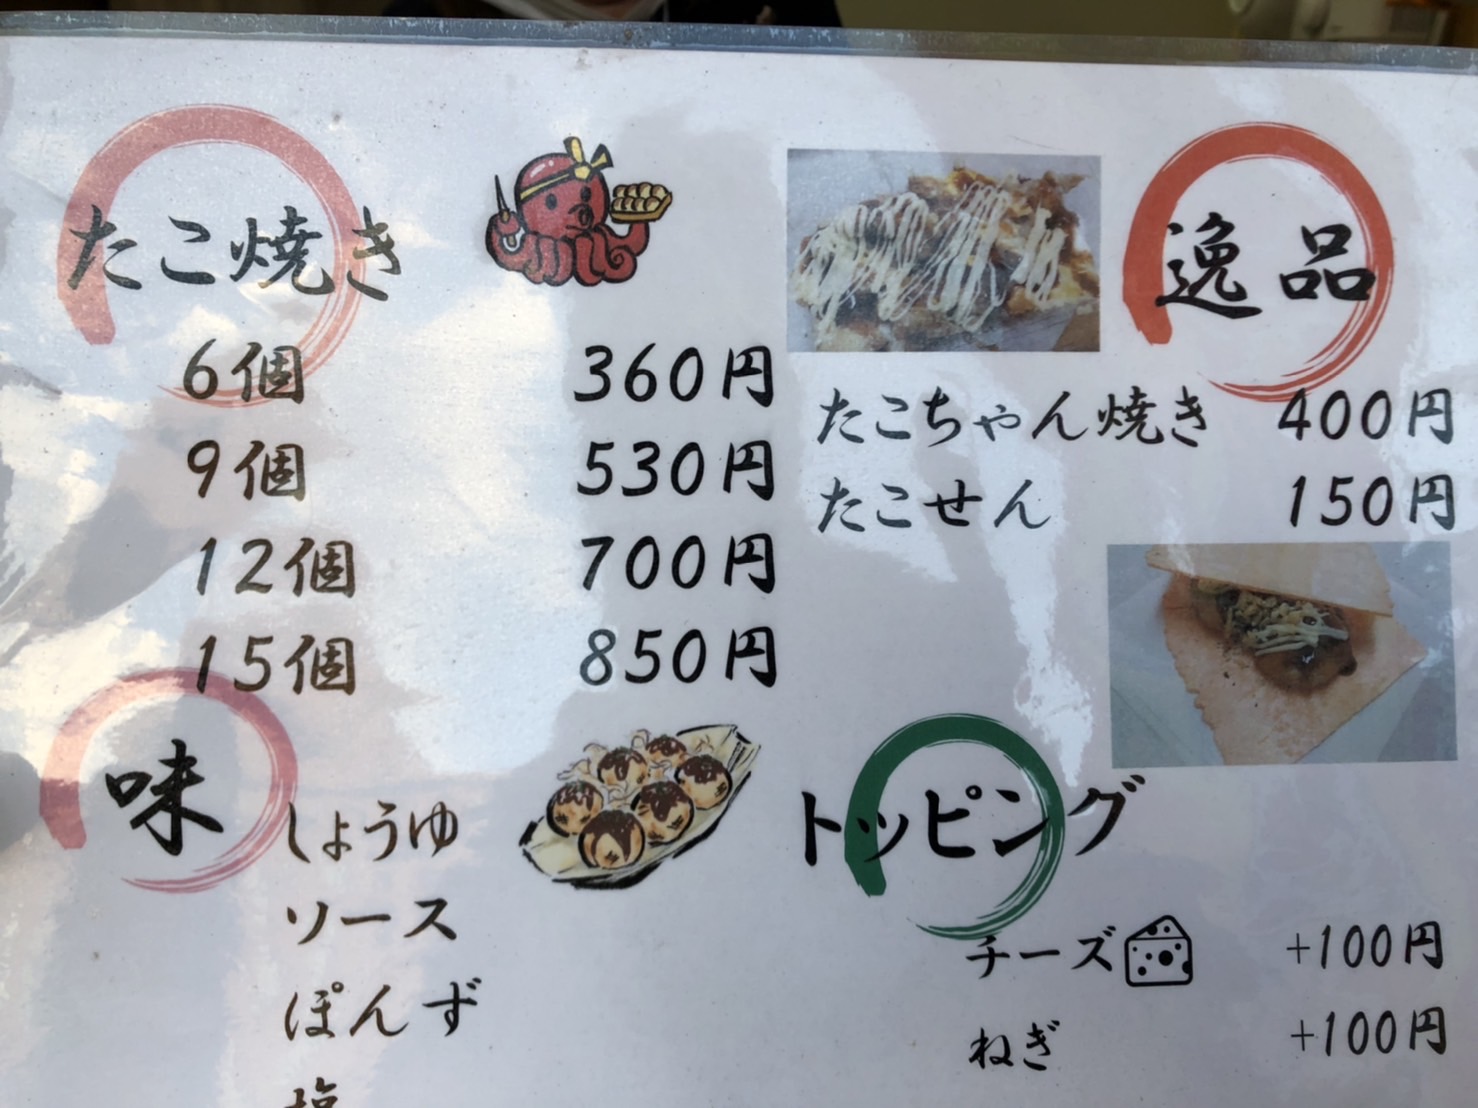 たこ焼き
6個 360円
9個 530円
12個 700円
15個 850円
味
しょうゆ
ソース
ぽんず
塩
逸品
たこちゃん焼き 400円
たこせん 150円
トッピング
チーズ +100円
ねぎ +100円